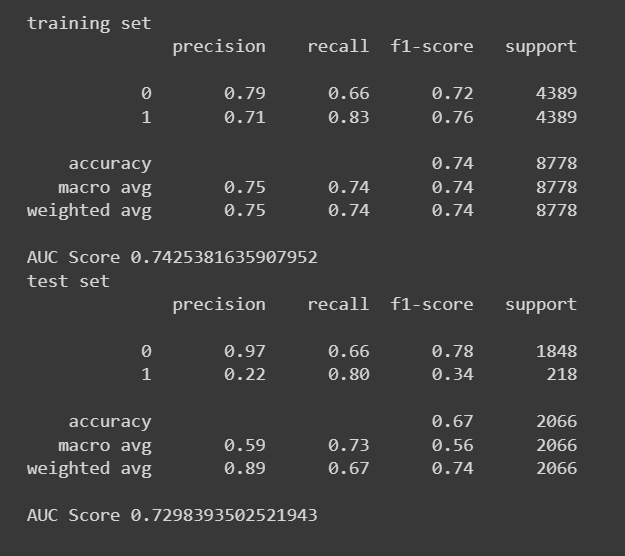 training set
precision recall f1-score support
0 0.79 0.66 0.72 4389
1 0.71 0.83 0.76 4389
accuracy 0.74 8778
macro avg 0.75 0.74 0.74 8778
weighted avg 0.75 0.74 0.74 8778
AUC Score 0.7425381635907952
test set
precision recall f1-score support
0 0.97 0.66 0.78 1848
1 0.22 0.80 0.34 218
accuracy 0.67 2066
macro avg 0.59 0.73 0.56 2066
weighted avg 0.89 0.67 0.74 2066
AUC Score 0.7298393502521943